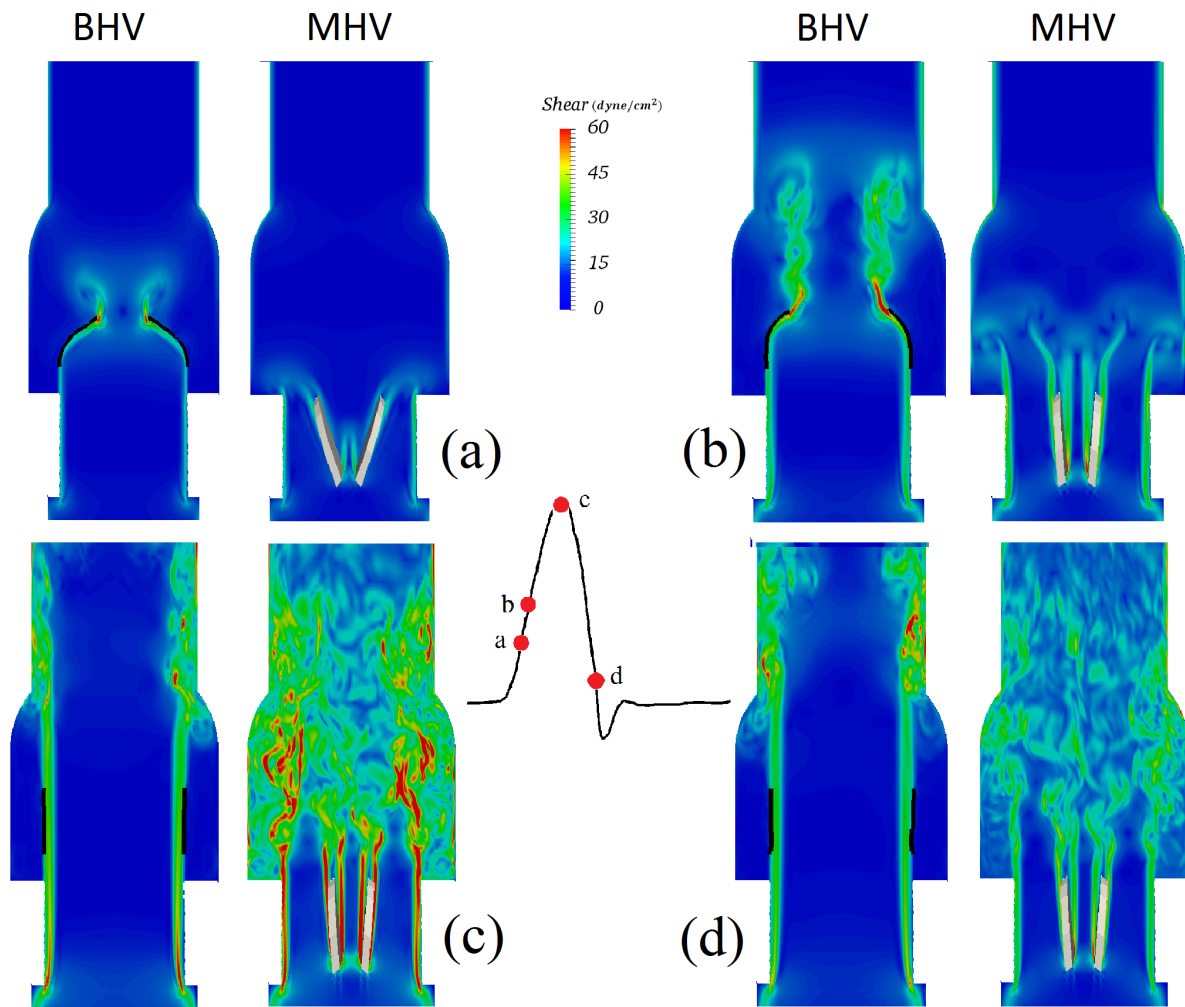 BHV MHV BHV MHV
Shear (dyne/cm²)
60
45
30
15
0
(a) (b)
c
b
a
d
(c) (d)